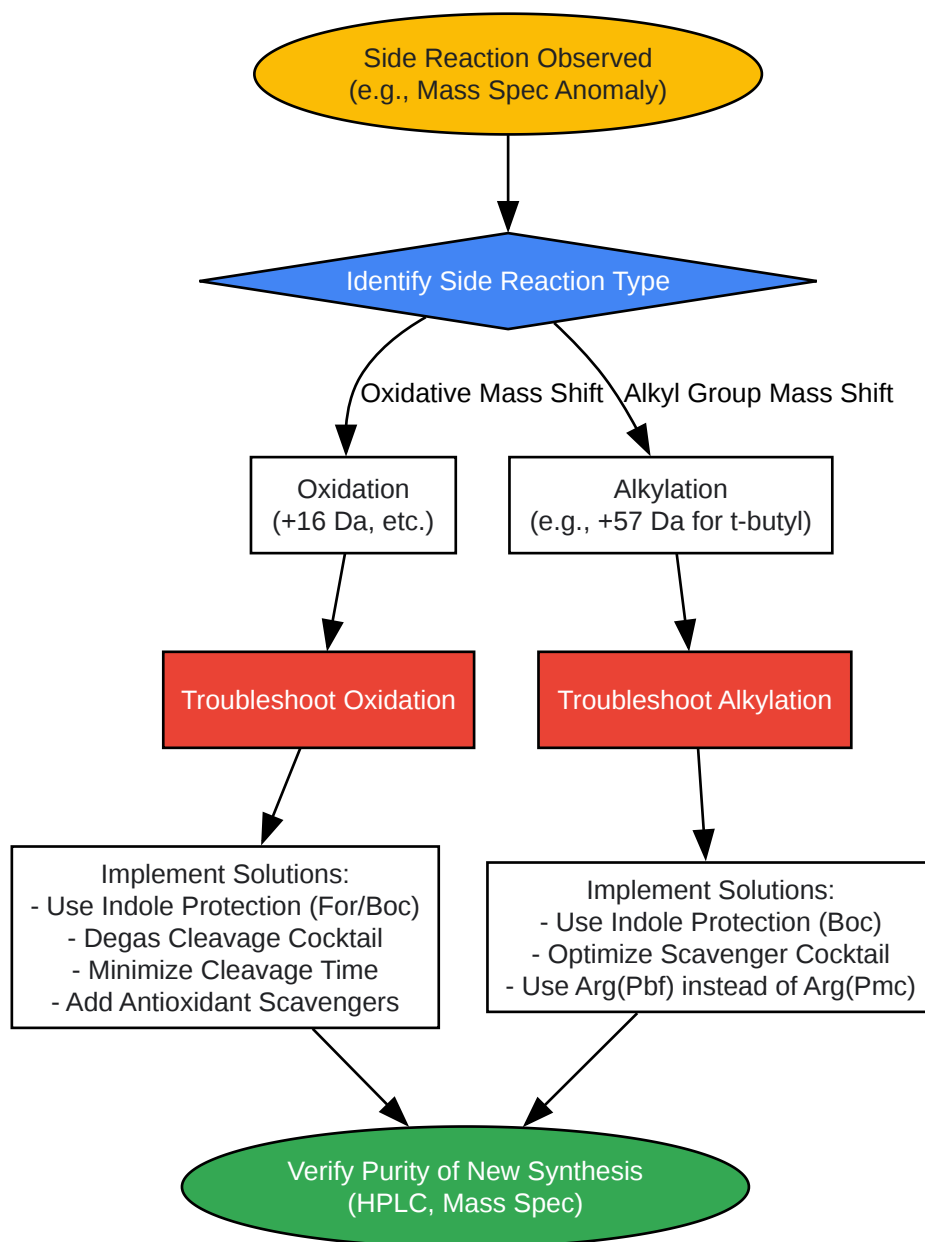 Side Reaction Observed
(e.g., Mass Spec Anomaly)
Identify Side Reaction Type
Oxidative Mass Shift
Alkyl Group Mass Shift
Oxidation
(+16 Da, etc.)
Alkylation
(e.g., +57 Da for t-butyl)
Troubleshoot Oxidation
Troubleshoot Alkylation
Implement Solutions:
- Use Indole Protection (For/Boc)
- Degas Cleavage Cocktail
- Minimize Cleavage Time
- Add Antioxidant Scavengers
Implement Solutions:
- Use Indole Protection (Boc)
- Optimize Scavenger Cocktail
- Use Arg(Pbf) instead of Arg(Pmc)
Verify Purity of New Synthesis
(HPLC, Mass Spec)